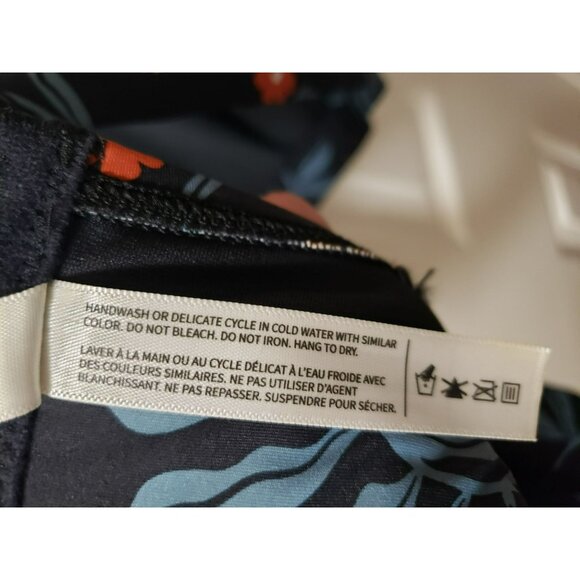 HANDWASH OR DELICATE CYCLE IN COLD WATER WITH SIMILAR
COLOR. DO NOT BLEACH. DO NOT IRON. HANG TO DRY.
LAVER À LA MAIN OU AU CYCLE DÉLICAT À L'EAU FROIDE AVEC
DES COULEURS SIMILAIRES. NE PAS UTILISER D'AGENT
BLANCHISSANT. NE PAS REPASSER. SUSPENDRE POUR SÉCHER.